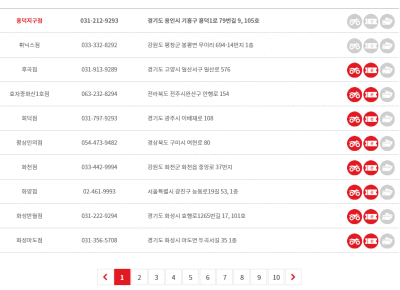 흥덕지구점 031-212-9293 경기도 용인시 기흥구 흥덕1로 79번길 9, 105호
휘닉스점 033-332-8292 강원도 평창군 봉평면 무이리 694-14번지 1층
후곡점 031-913-9289 경기도 고양시 일산서구 일산로 576
효자중화산1호점 063-232-8294 전라북도 전주시완산구 안행로 154
회덕점 031-797-9293 경기도 광주시 이배재로 108
형상인의점 054-473-9482 경상북도 구미시 여헌로 80
화천점 033-442-9994 강원도 화천군 화천읍 중앙로 37번지
화양점 02-461-9993 서울특별시 광진구 능동로19길 53, 1층
화성반월점 031-222-9294 경기도 화성시 효행로1265번길 17, 101호
화성마도점 031-356-5708 경기도 화성시 마도면 두곡서길 35 1층
1 2 3 4 5 6 7 8 9 10